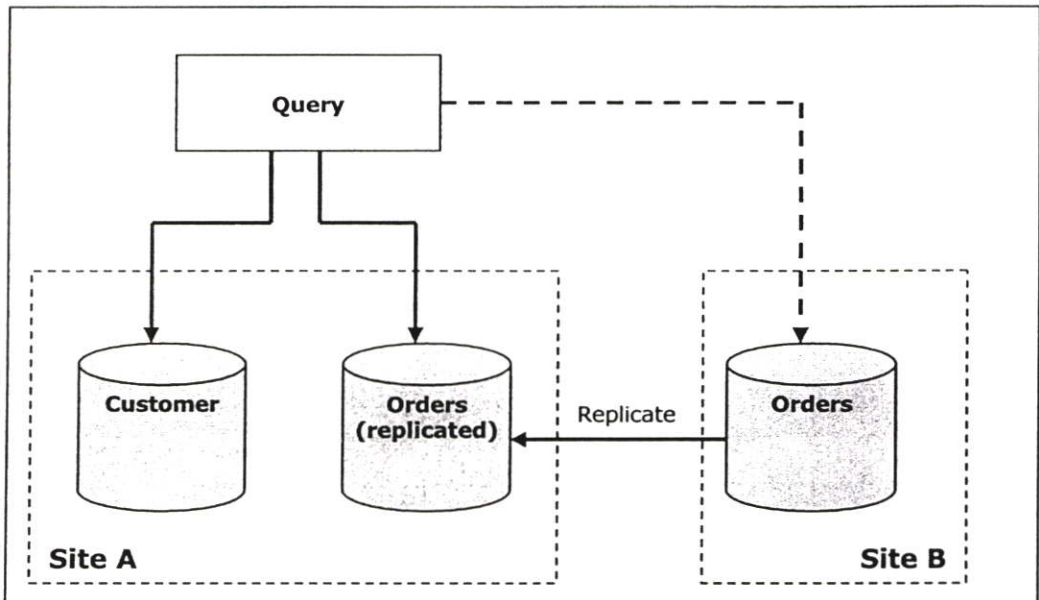 Query
Customer
Orders
(replicated)
Replicate
Orders
Site A
Site B